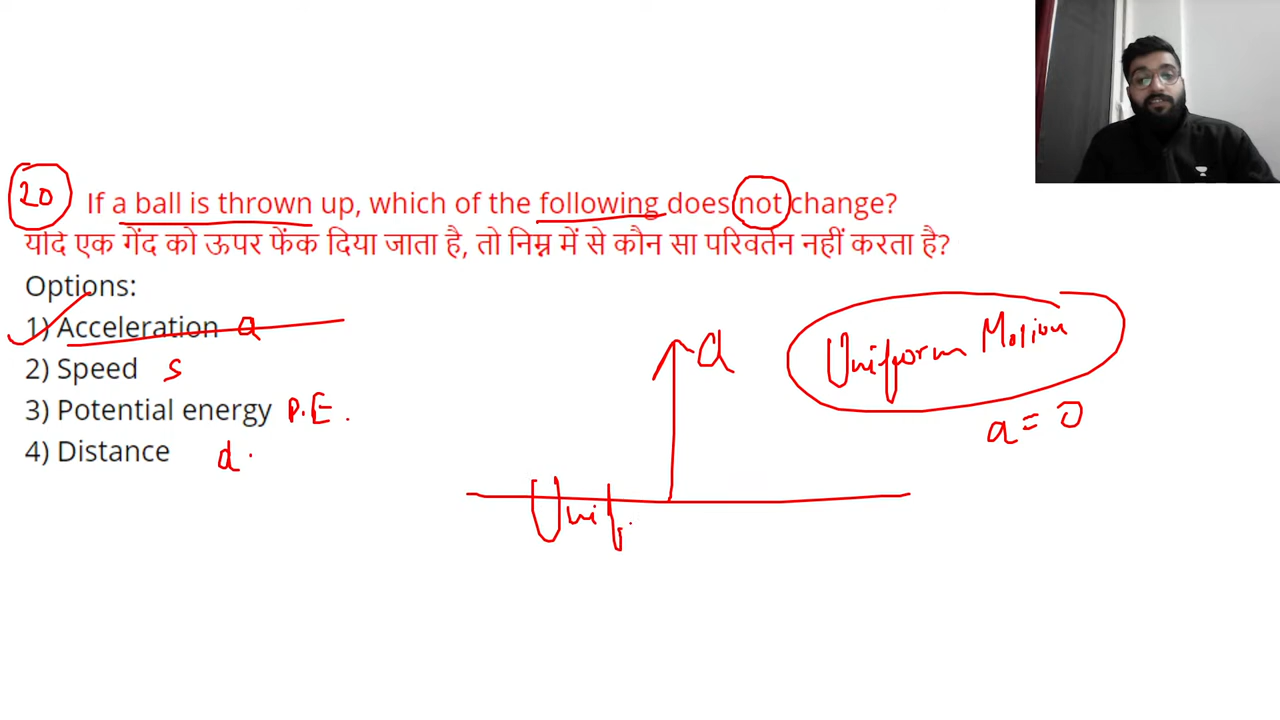 20 If a ball is thrown up, which of the following does not change?
यदि एक गेंद को ऊपर फेंक दिया जाता है, तो निम्न में से कौन सा परिवर्तन नहीं करता है?
Options:
1) Acceleration a
2) Speed s
3) Potential energy P.E.
4) Distance d.
a
Uniform Motion
a = 0
Unif.